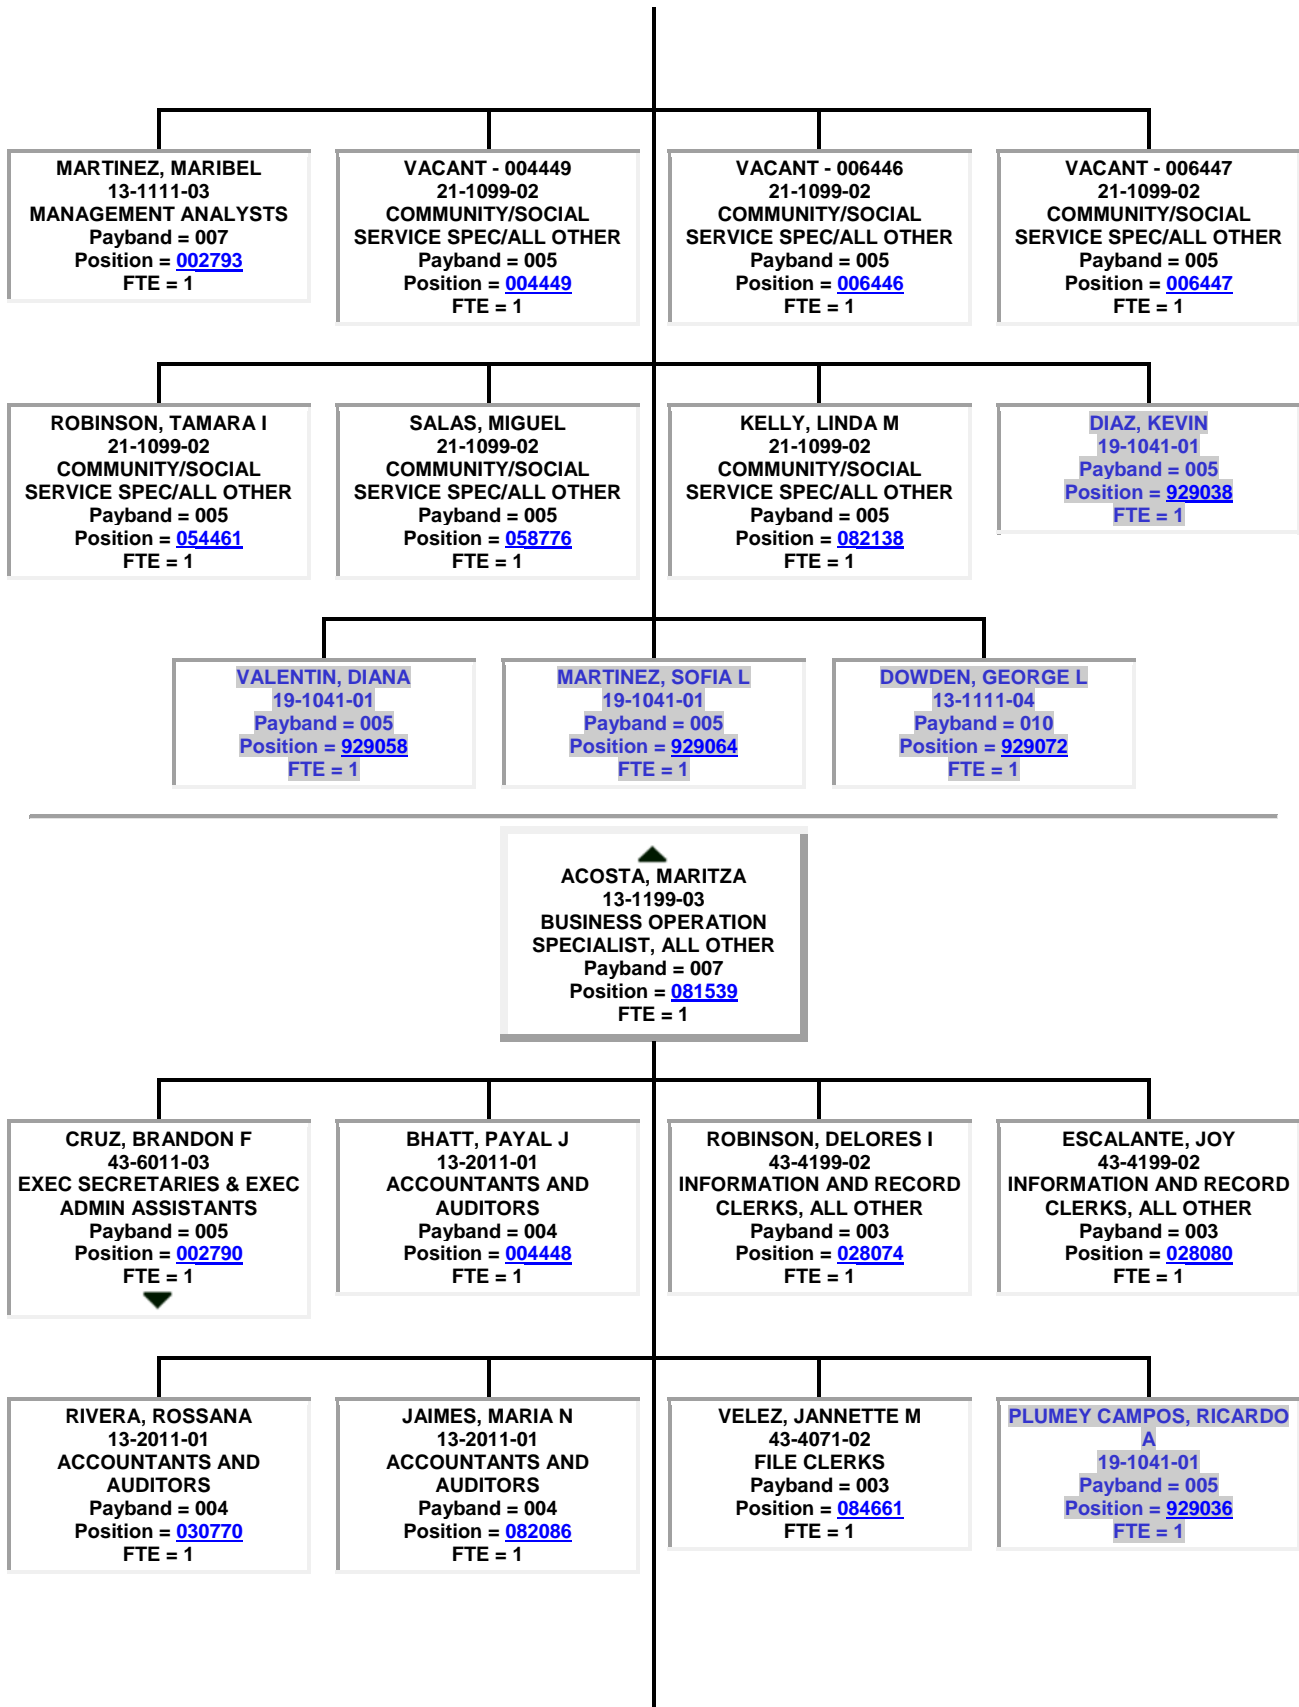 MARTINEZ, MARIBEL
13-1111-03
MANAGEMENT ANALYSTS
Payband = 007
Position = 002793
FTE = 1
VACANT - 004449
21-1099-02
COMMUNITY/SOCIAL
SERVICE SPEC/ALL OTHER
Payband = 005
Position = 004449
FTE = 1
VACANT - 006446
21-1099-02
COMMUNITY/SOCIAL
SERVICE SPEC/ALL OTHER
Payband = 005
Position = 006446
FTE = 1
VACANT - 006447
21-1099-02
COMMUNITY/SOCIAL
SERVICE SPEC/ALL OTHER
Payband = 005
Position = 006447
FTE = 1
ROBINSON, TAMARA I
21-1099-02
COMMUNITY/SOCIAL
SERVICE SPEC/ALL OTHER
Payband = 005
Position = 054461
FTE = 1
SALAS, MIGUEL
21-1099-02
COMMUNITY/SOCIAL
SERVICE SPEC/ALL OTHER
Payband = 005
Position = 058776
FTE = 1
KELLY, LINDA M
21-1099-02
COMMUNITY/SOCIAL
SERVICE SPEC/ALL OTHER
Payband = 005
Position = 082138
FTE = 1
DIAZ, KEVIN
19-1041-01
Payband = 005
Position = 929038
FTE = 1
VALENTIN, DIANA
19-1041-01
Payband = 005
Position = 929058
FTE = 1
MARTINEZ, SOFIA L
19-1041-01
Payband = 005
Position = 929064
FTE = 1
DOWDEN, GEORGE L
13-1111-04
Payband = 010
Position = 929072
FTE = 1
ACOSTA, MARITZA
13-1199-03
BUSINESS OPERATION
SPECIALIST, ALL OTHER
Payband = 007
Position = 081539
FTE = 1
CRUZ, BRANDON F
43-6011-03
EXEC SECRETARIES & EXEC
ADMIN ASSISTANTS
Payband = 005
Position = 002790
FTE = 1
BHATT, PAYAL J
13-2011-01
ACCOUNTANTS AND
AUDITORS
Payband = 004
Position = 004448
FTE = 1
ROBINSON, DELORES I
43-4199-02
INFORMATION AND RECORD
CLERKS, ALL OTHER
Payband = 003
Position = 028074
FTE = 1
ESCALANTE, JOY
43-4199-02
INFORMATION AND RECORD
CLERKS, ALL OTHER
Payband = 003
Position = 028080
FTE = 1
RIVERA, ROSSANA
13-2011-01
ACCOUNTANTS AND
AUDITORS
Payband = 004
Position = 030770
FTE = 1
JAIMES, MARIA N
13-2011-01
ACCOUNTANTS AND
AUDITORS
Payband = 004
Position = 082086
FTE = 1
VELEZ, JANNETTE M
43-4071-02
FILE CLERKS
Payband = 003
Position = 084661
FTE = 1
PLUMEY CAMPOS, RICARDO
A
19-1041-01
Payband = 005
Position = 929036
FTE = 1